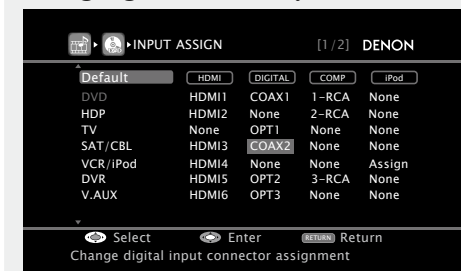 INPUT ASSIGN [1/2] DENON
Default HDMI DIGITAL COMP iPod
DVD HDMI1 COAX1 1-RCA None
HDP HDMI2 None 2-RCA None
TV None OPT1 None None
SAT/CBL HDMI3 COAX2 None None
VCR/iPod HDMI4 None None Assign
DVR HDMI5 OPT2 3-RCA None
V.AUX HDMI6 OPT3 None None
Select Enter RETURN Return
Change digital input connector assignment